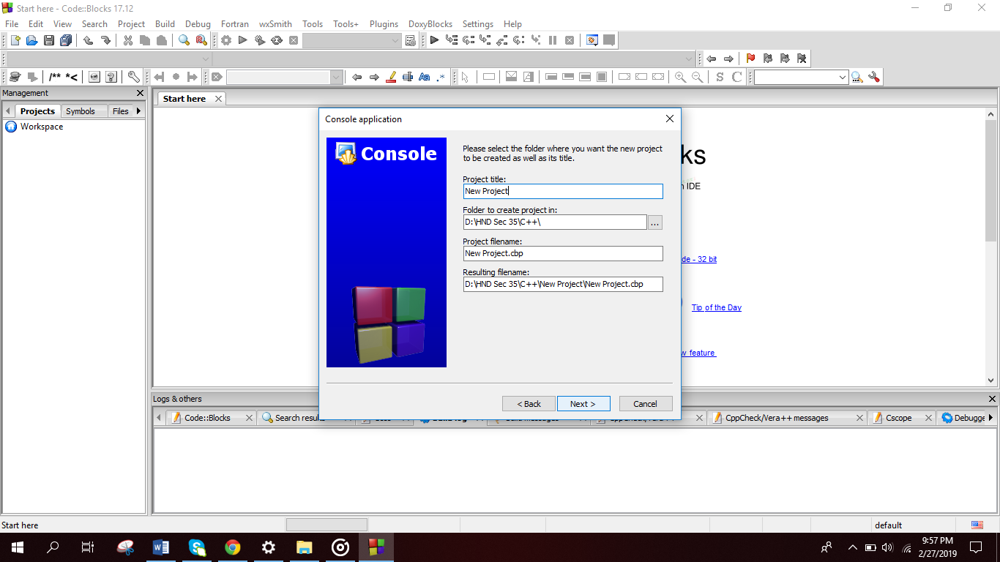 Start here - Code::Blocks 17.12
File Edit View Search Project Build Debug Fortran wxSmith Tools Tools+ Plugins DoxyBlocks Settings Help
/** *<
Aa .*
S C
Management
Projects Symbols Files
Workspace
Start here
ks
n IDE
de - 32 bit
Tip of the Day
w feature
Console application
Console
Please select the folder where you want the new project
to be created as well as its title.
Project title:
New Project
Folder to create project in:
D:\HND Sec 35\C++\
...
Project filename:
New Project.cbp
Resulting filename:
D:\HND Sec 35\C++\New Project\New Project.cbp
< Back Next > Cancel
Logs & others
Code::Blocks Search results CppCheck/Vera++ messages Cscope Debugge
Start here default
9:57 PM
2/27/2019